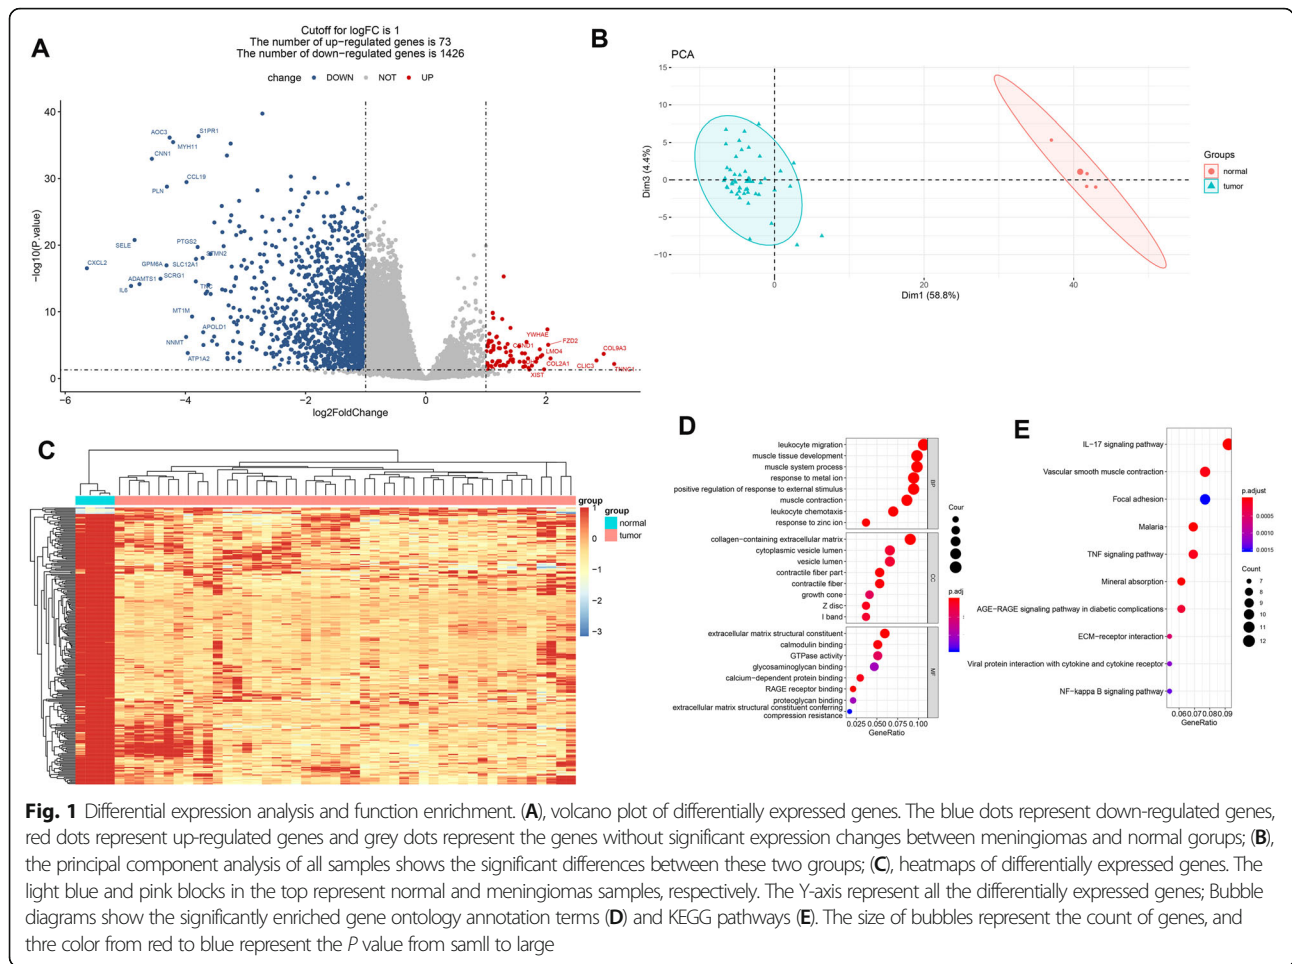 A
Cutoff for logFC is 1
The number of up−regulated genes is 73
The number of down−regulated genes is 1426
change DOWN NOT UP
40
30
20
10
0
−log10(P.value)
−6 −4 −2 0 2
log2FoldChange
AOC3
S1PR1
MYH11
CNN1
CCL19
PLN
SELE
PTGS2
STMN2
CXCL2
GPM6A
SLC12A1
ADAMTS1
SCRG1
IL6
MT1M
APOLD1
NNMT
ATP1A2
YWHAE
FZD2
LMO4
COL9A3
COL2A1
CLIC3
XIST
B
PCA
15
10
5
0
−5
−10
Dim3 (4.4%)
0 20 40
Dim1 (58.8%)
Groups
normal
tumor
C
group
1
0
−1
−2
−3
group
normal
tumor
D
leukocyte migration
muscle tissue development
muscle system process
response to metal ion
positive regulation of response to external stimulus
muscle contraction
leukocyte chemotaxis
response to zinc ion
collagen−containing extracellular matrix
cytoplasmic vesicle lumen
vesicle lumen
contractile fiber part
contractile fiber
growth cone
Z disc
I band
extracellular matrix structural constituent
calmodulin binding
GTPase activity
glycosaminoglycan binding
calcium−dependent protein binding
RAGE receptor binding
proteoglycan binding
extracellular matrix structural constituent conferring
compression resistance
BP
CC
MF
0.025 0.050 0.075 0.100
GeneRatio
Cour
p.adj
E
IL−17 signaling pathway
Vascular smooth muscle contraction
Focal adhesion
Malaria
TNF signaling pathway
Mineral absorption
AGE−RAGE signaling pathway in diabetic complications
ECM−receptor interaction
Viral protein interaction with cytokine and cytokine receptor
NF−kappa B signaling pathway
0.06 0.07 0.08 0.09
GeneRatio
p.adjust
0.0005
0.0010
0.0015
Count
7
8
9
10
11
12
Fig. 1 Differential expression analysis and function enrichment. (A), volcano plot of differentially expressed genes. The blue dots represent down-regulated genes,
red dots represent up-regulated genes and grey dots represent the genes without significant expression changes between meningiomas and normal gorups; (B),
the principal component analysis of all samples shows the significant differences between these two groups; (C), heatmaps of differentially expressed genes. The
light blue and pink blocks in the top represent normal and meningiomas samples, respectively. The Y-axis represent all the differentially expressed genes; Bubble
diagrams show the significantly enriched gene ontology annotation terms (D) and KEGG pathways (E). The size of bubbles represent the count of genes, and
thre color from red to blue represent the P value from samll to large